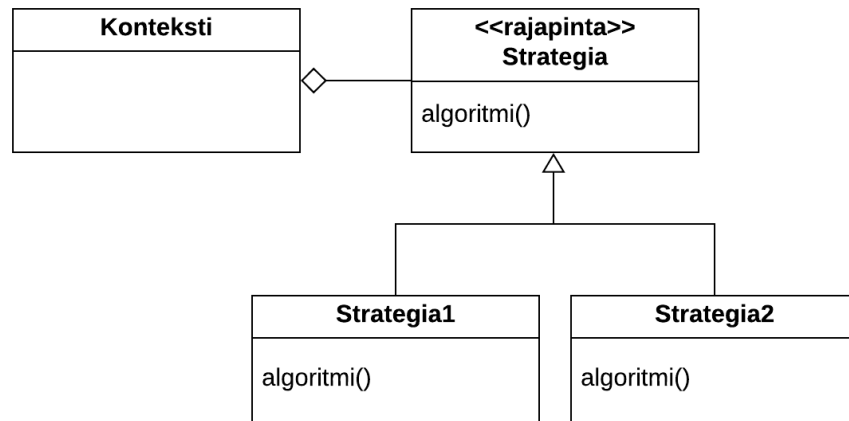 Konteksti
<<rajapinta>>
Strategia
algoritmi()
Strategia1
Strategia2
algoritmi()
algoritmi()